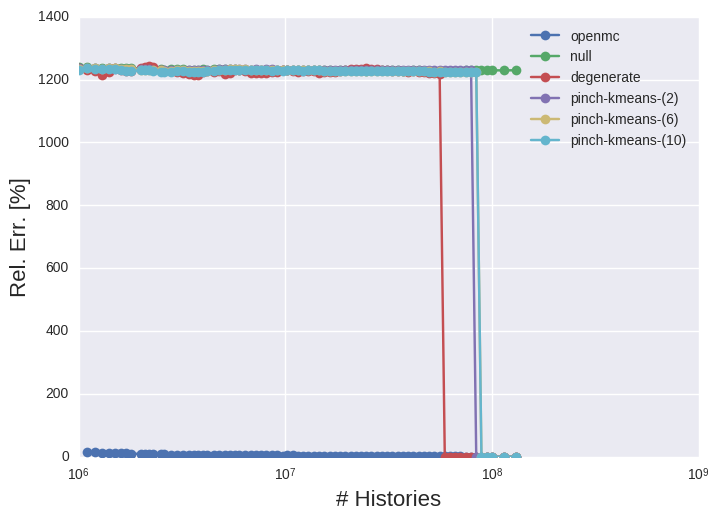 1400
1200
1000
800
600
400
200
0
Rel. Err. [%]
10⁶
10⁷
10⁸
10⁹
# Histories
openmc
null
degenerate
pinch-kmeans-(2)
pinch-kmeans-(6)
pinch-kmeans-(10)